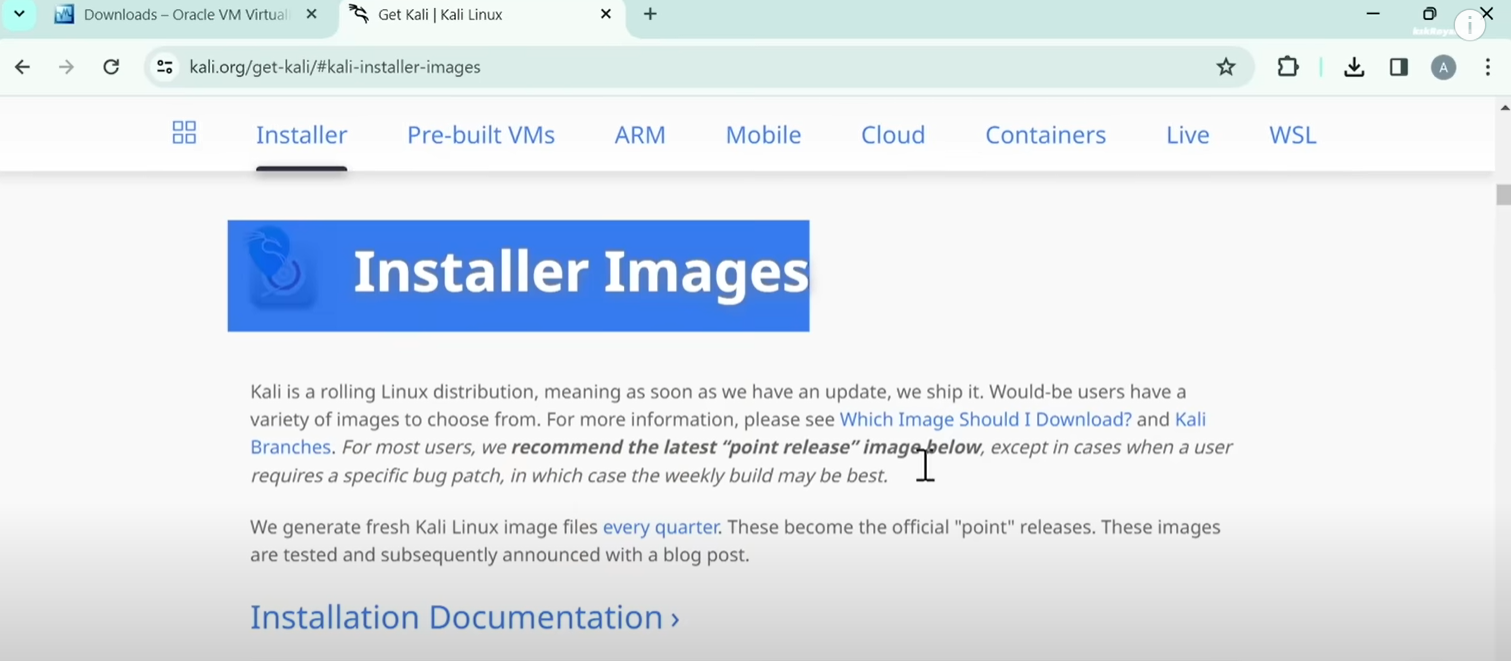 Downloads – Oracle VM Virtual
Get Kali | Kali Linux
kali.org/get-kali/#kali-installer-images
A
Installer Pre-built VMs ARM Mobile Cloud Containers Live WSL
Installer Images
Kali is a rolling Linux distribution, meaning as soon as we have an update, we ship it. Would-be users have a
variety of images to choose from. For more information, please see Which Image Should I Download? and Kali
Branches. For most users, we recommend the latest “point release” image below, except in cases when a user
requires a specific bug patch, in which case the weekly build may be best.
We generate fresh Kali Linux image files every quarter. These become the official "point" releases. These images
are tested and subsequently announced with a blog post.
Installation Documentation ›